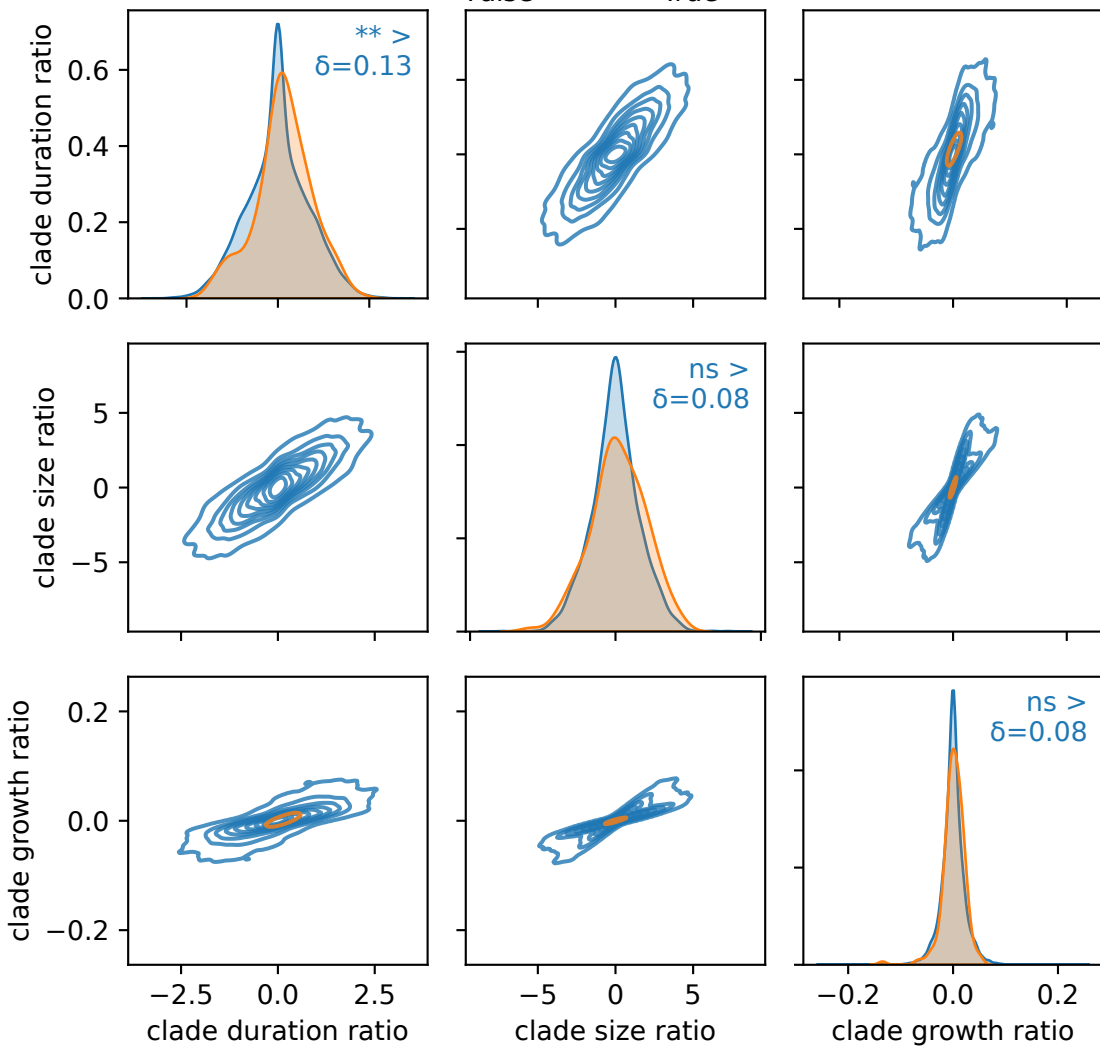 clade duration ratio
0.6
0.4
0.2
0.0
** >
δ=0.13
clade size ratio
5
0
−5
ns >
δ=0.08
clade growth ratio
0.2
0.0
−0.2
ns >
δ=0.08
−2.5 0.0 2.5
−5 0 5
−0.2 0.0 0.2
clade duration ratio
clade size ratio
clade growth ratio